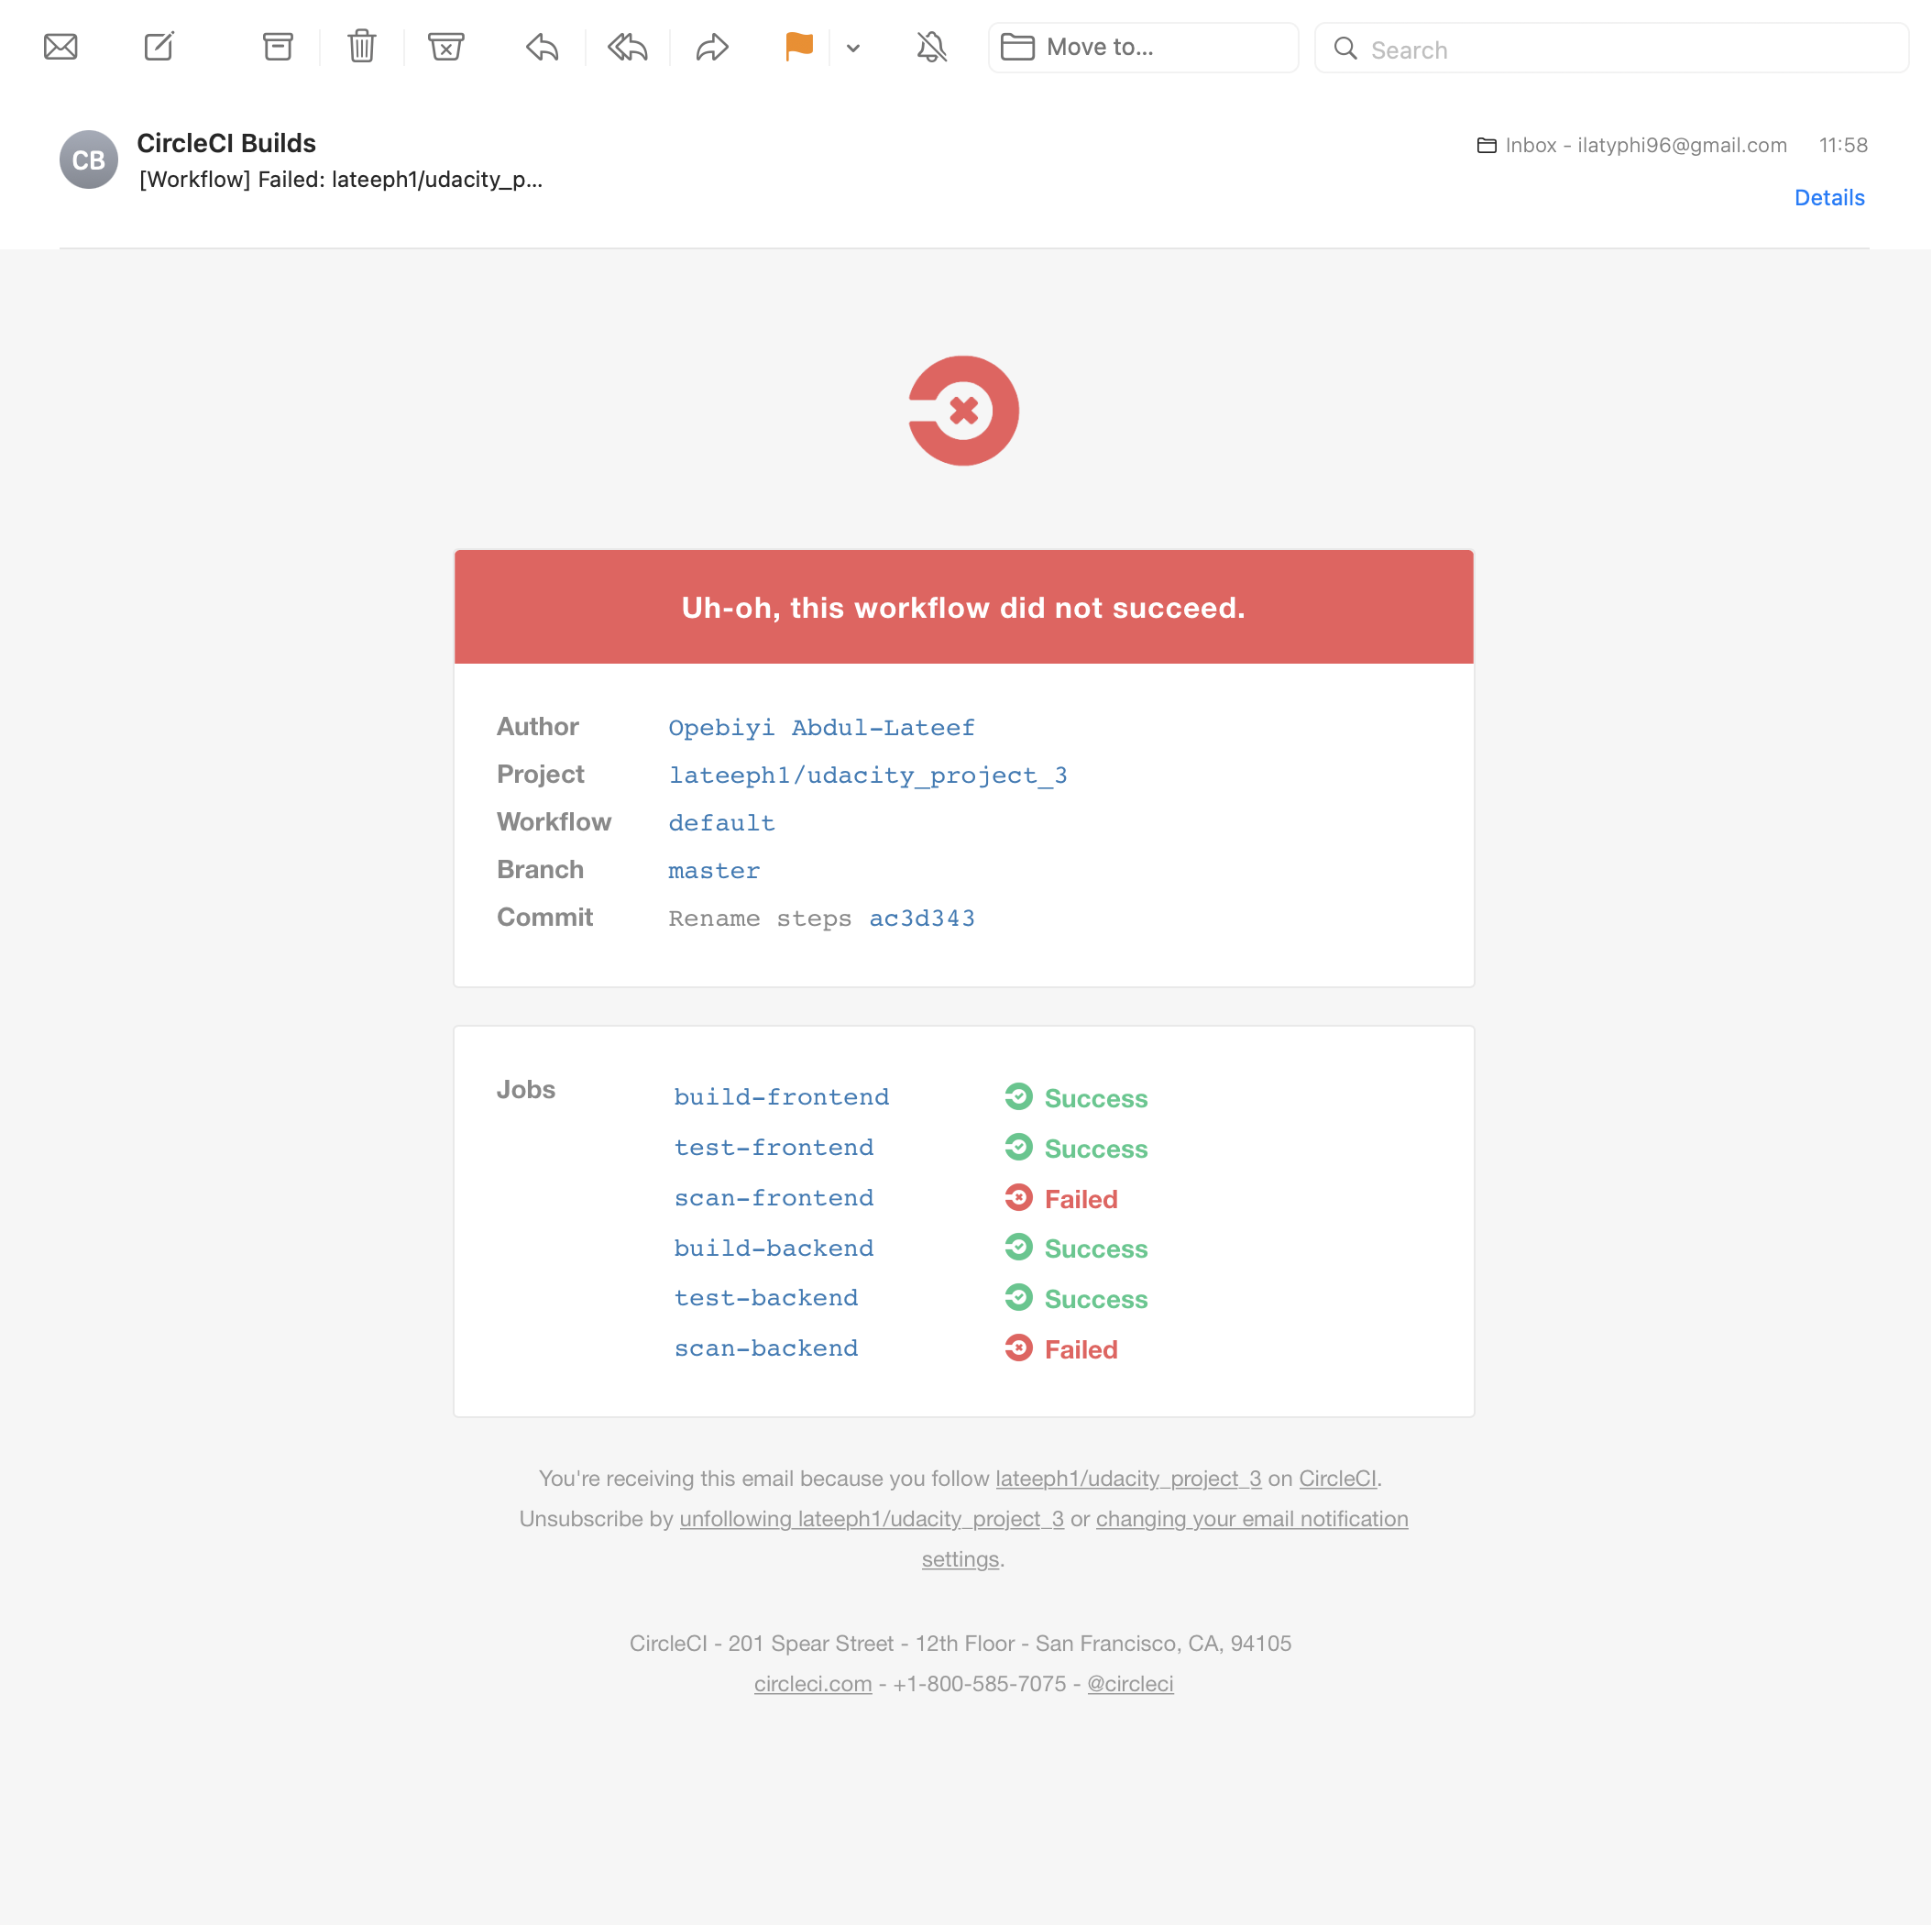 Move to...
Search
CB
CircleCI Builds
Inbox - ilatyphi96@gmail.com 11:58
[Workflow] Failed: lateeph1/udacity_p...
Details
Uh-oh, this workflow did not succeed.
Author Opebiyi Abdul-Lateef
Project lateeph1/udacity_project_3
Workflow default
Branch master
Commit Rename steps ac3d343
Jobs build-frontend Success
test-frontend Success
scan-frontend Failed
build-backend Success
test-backend Success
scan-backend Failed
You're receiving this email because you follow lateeph1/udacity_project_3 on CircleCI.
Unsubscribe by unfollowing lateeph1/udacity_project_3 or changing your email notification
settings.
CircleCI - 201 Spear Street - 12th Floor - San Francisco, CA, 94105
circleci.com - +1-800-585-7075 - @circleci